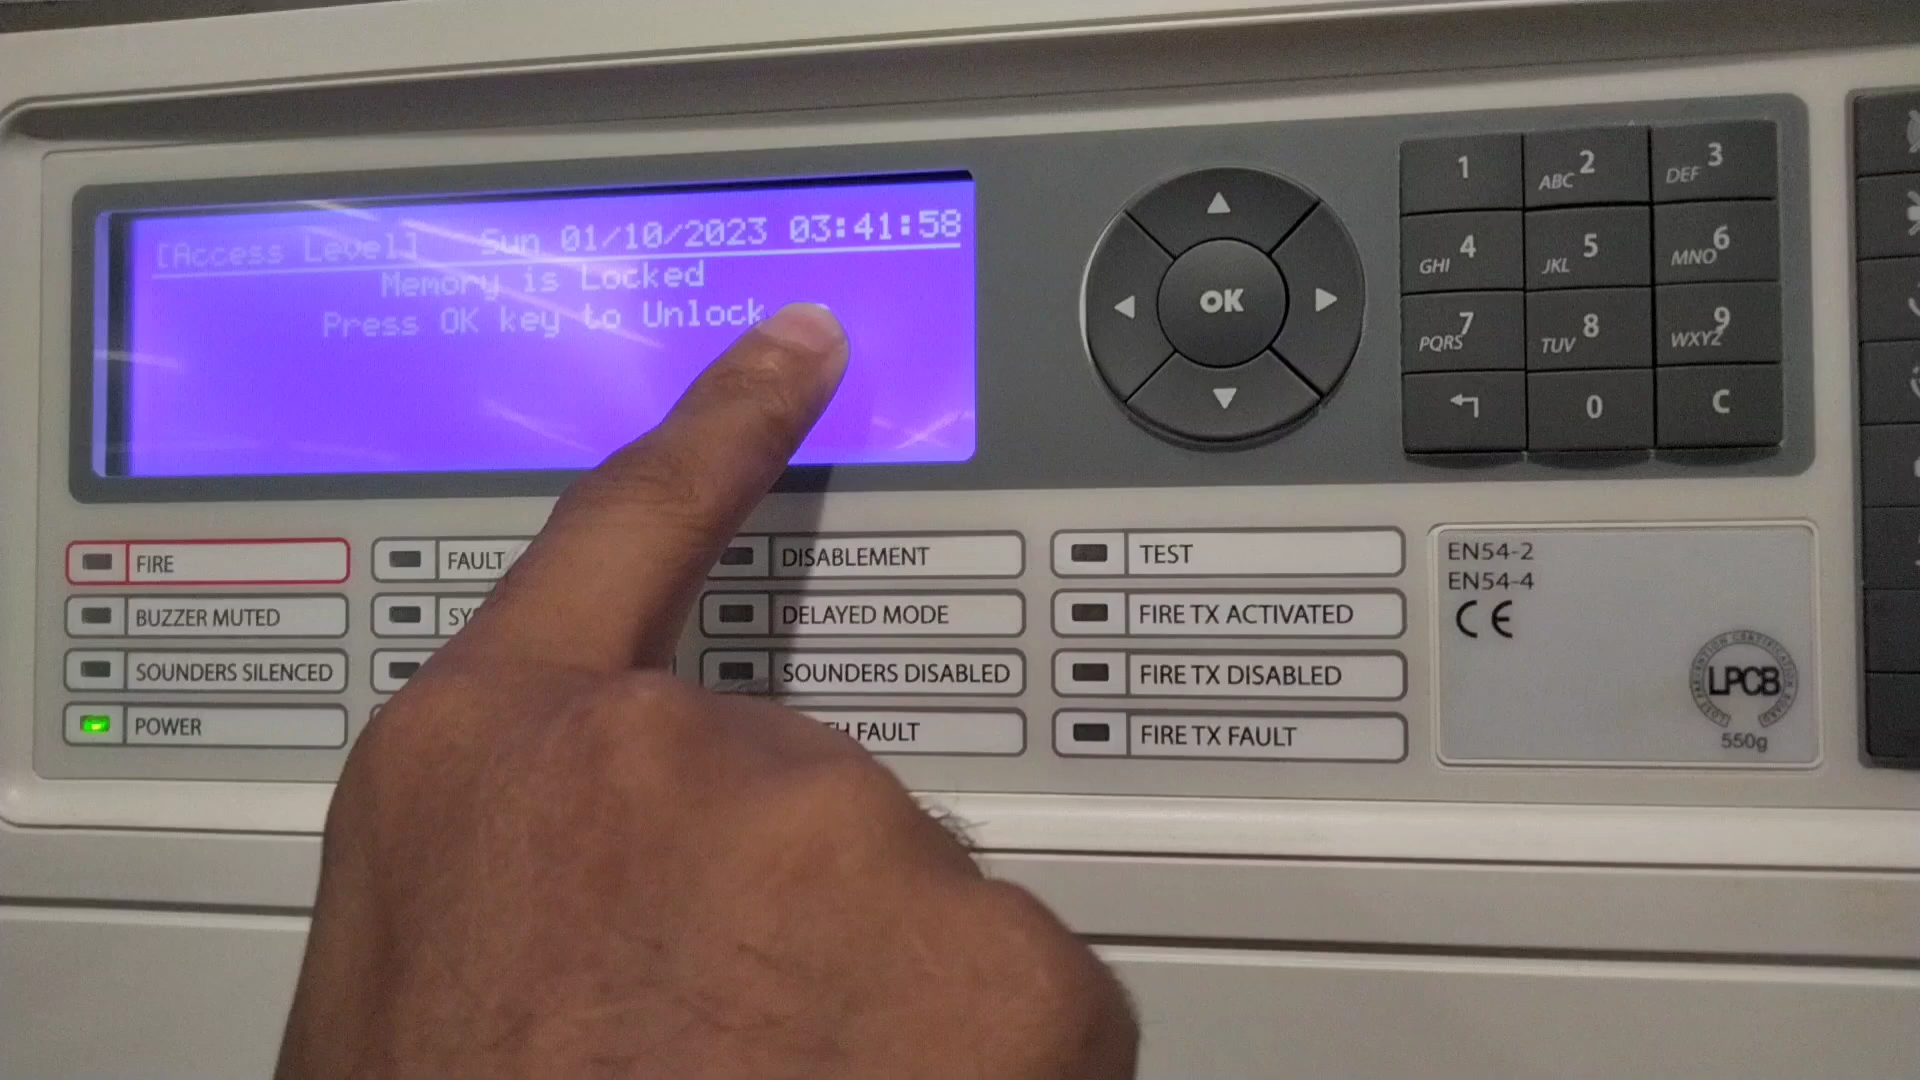 [Access Level] Sun 01/10/2023 03:41:58
Memory is Locked
Press OK key to Unlock
OK
1
ABC 2
DEF 3
GHI 4
JKL 5
MNO 6
PQRS 7
TUV 8
WXYZ 9
0
C
FIRE
FAULT
DISABLEMENT
TEST
BUZZER MUTED
DELAYED MODE
FIRE TX ACTIVATED
SOUNDERS SILENCED
SOUNDERS DISABLED
FIRE TX DISABLED
POWER
FAULT
FIRE TX FAULT
EN54-2
EN54-4
CE
LPCB
550g